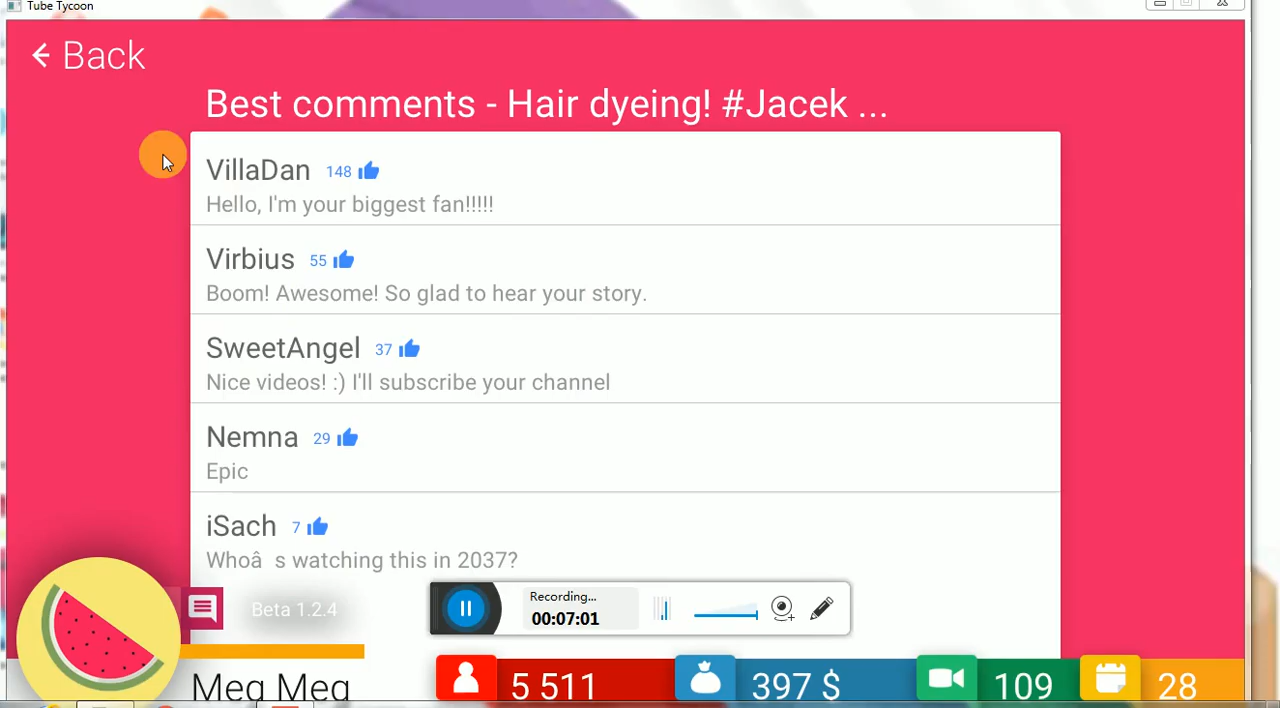 Tube Tycoon
Back
Best comments - Hair dyeing! #Jacek ...
VillaDan 148
Hello, I'm your biggest fan!!!!!
Virbius 55
Boom! Awesome! So glad to hear your story.
SweetAngel 37
Nice videos! :) I'll subscribe your channel
Nemna 29
Epic
iSach 7
Whoâ s watching this in 2037?
Beta 1.2.4
Recording...
00:07:01
Meg Meg
5 511
397 $
109
28